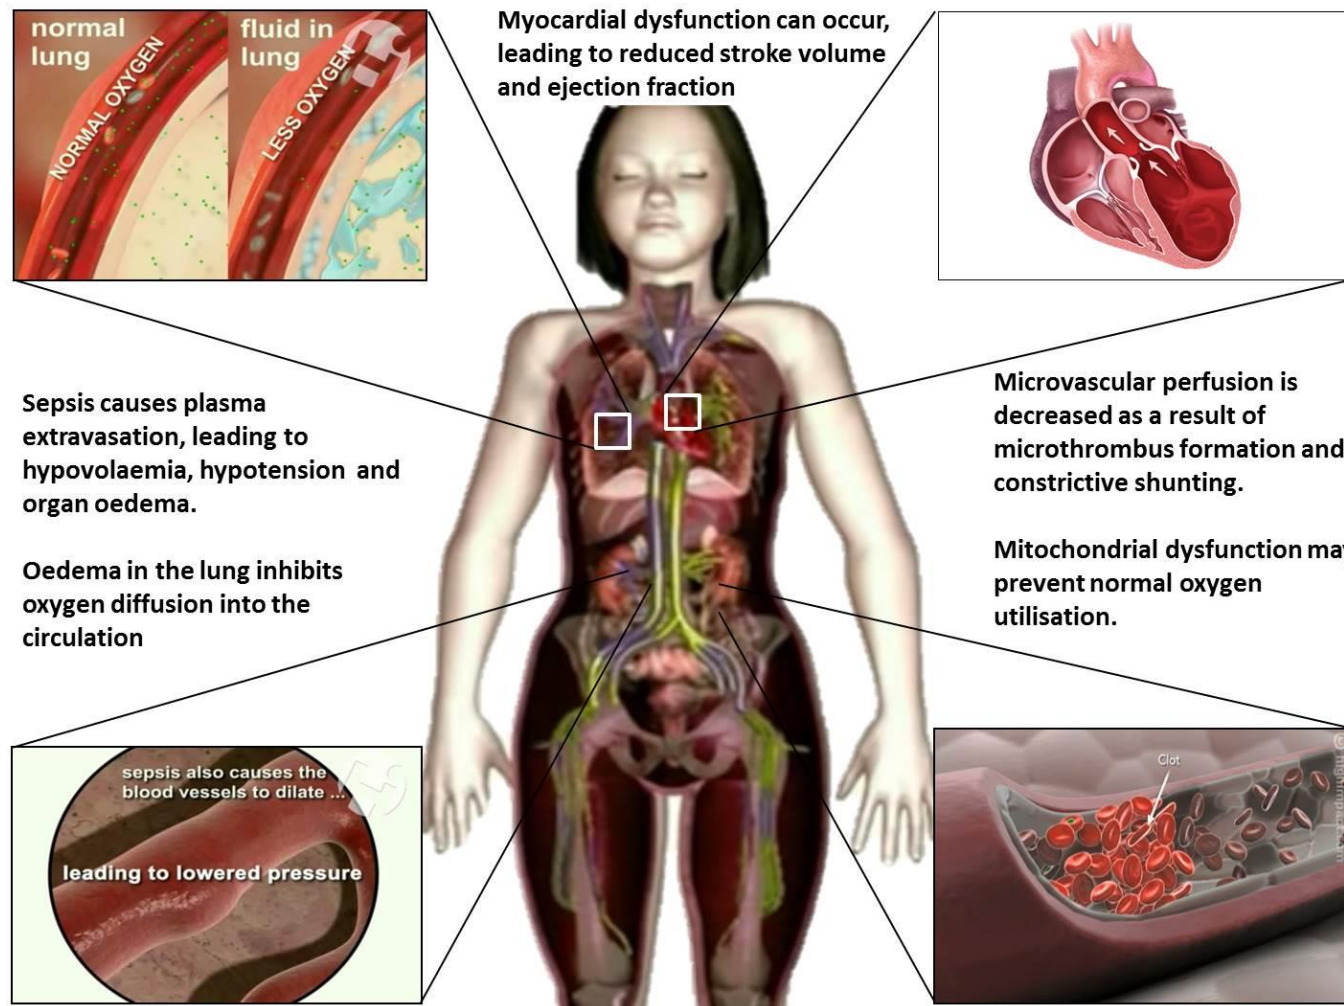 normal
lung
NORMAL OXYGEN
fluid in
lung
LESS OXYGEN
Myocardial dysfunction can occur,
leading to reduced stroke volume
and ejection fraction
Sepsis causes plasma
extravasation, leading to
hypovolaemia, hypotension and
organ oedema.
Oedema in the lung inhibits
oxygen diffusion into the
circulation
Microvascular perfusion is
decreased as a result of
microthrombus formation and
constrictive shunting.
Mitochondrial dysfunction ma
prevent normal oxygen
utilisation.
sepsis also causes the
blood vessels to dilate ...
leading to lowered pressure
Clot